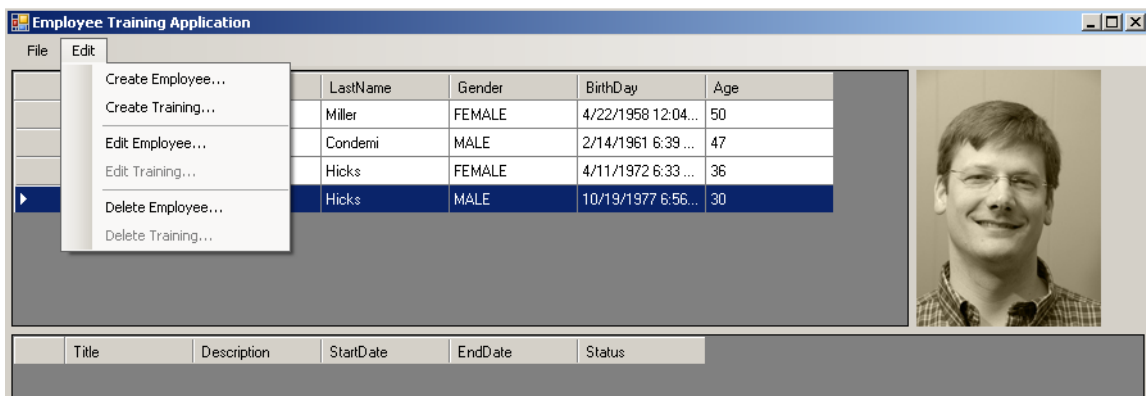 Employee Training Application
File Edit
Create Employee...
Create Training...
Edit Employee...
Edit Training...
Delete Employee...
Delete Training...
LastName Gender BirthDay Age
Miller FEMALE 4/22/1958 12:04... 50
Condemi MALE 2/14/1961 6:39 ... 47
Hicks FEMALE 4/11/1972 6:33 ... 36
Hicks MALE 10/19/1977 6:56... 30
Title Description StartDate EndDate Status